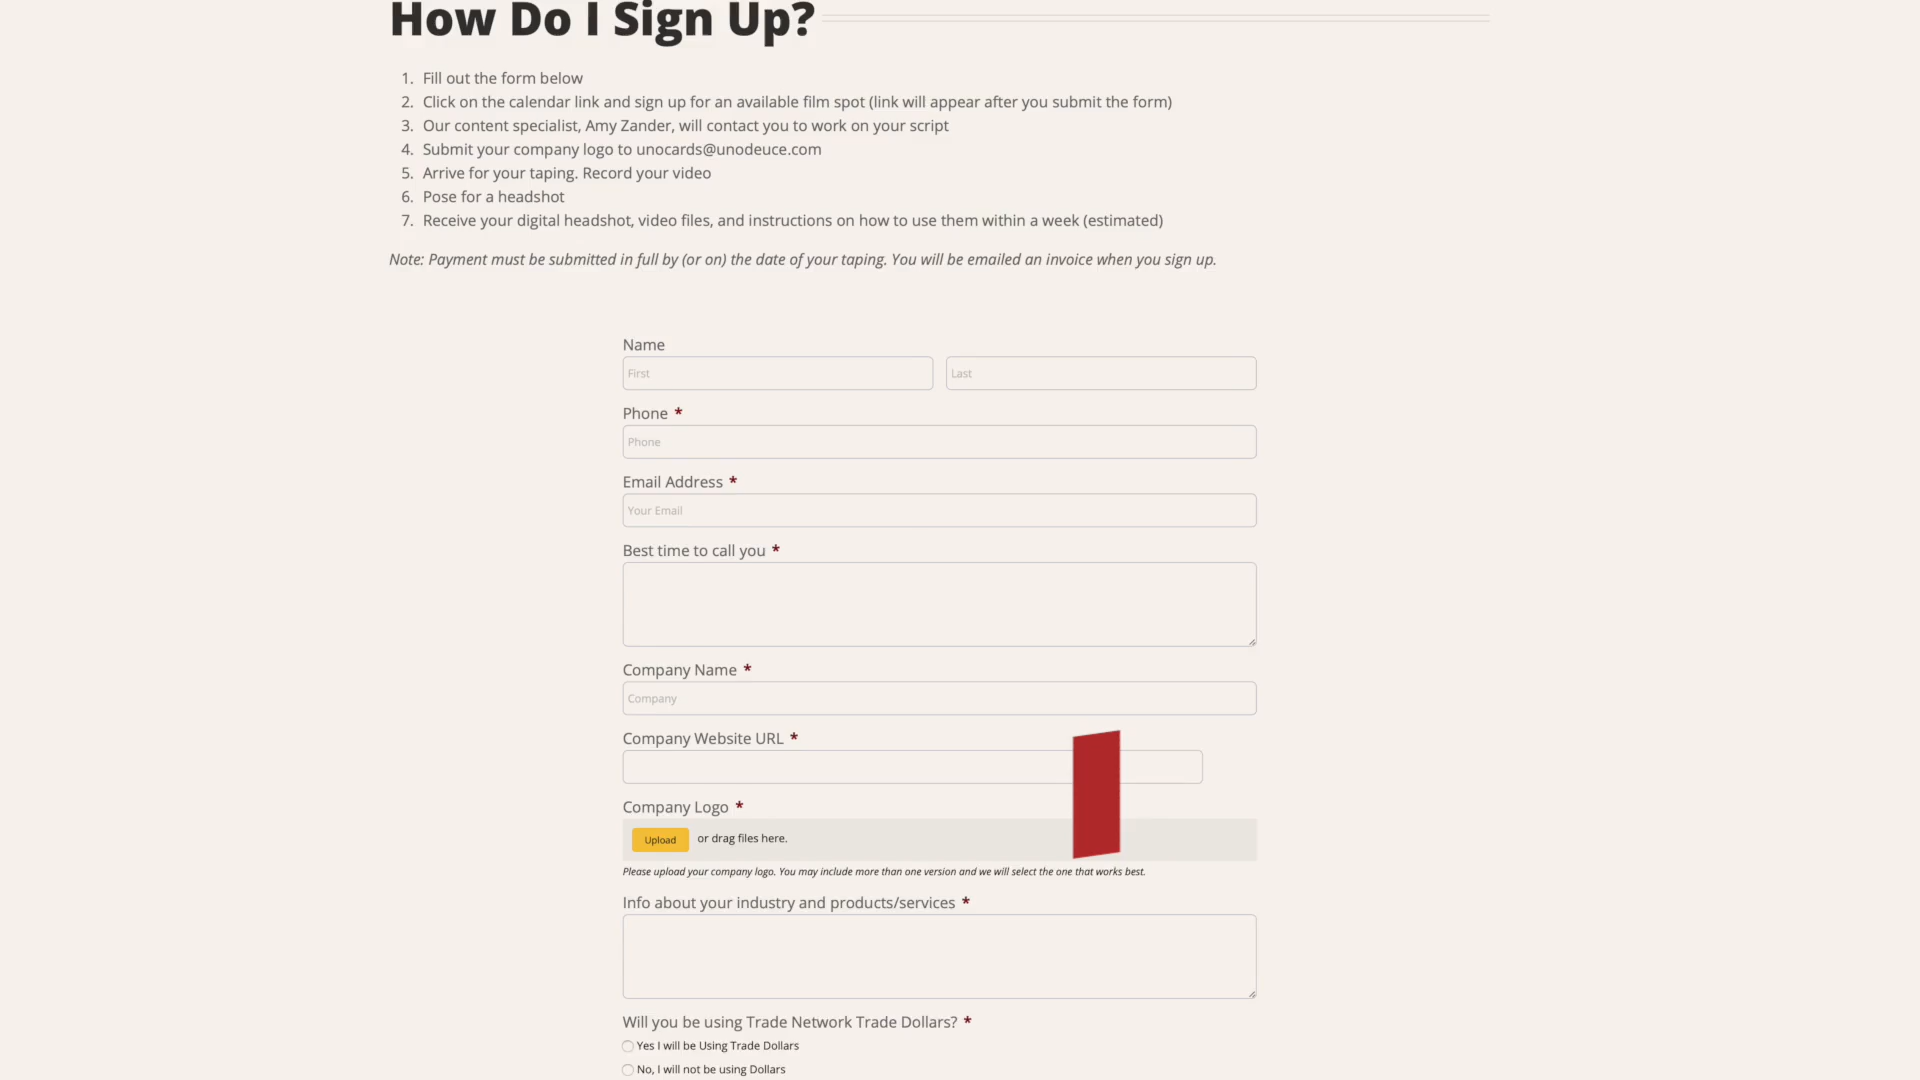 How Do I Sign Up?
1. Fill out the form below
2. Click on the calendar link and sign up for an available film spot (link will appear after you submit the form)
3. Our content specialist, Amy Zander, will contact you to work on your script
4. Submit your company logo to unocards@unodeuce.com
5. Arrive for your taping. Record your video
6. Pose for a headshot
7. Receive your digital headshot, video files, and instructions on how to use them within a week (estimated)
Note: Payment must be submitted in full by (or on) the date of your taping. You will be emailed an invoice when you sign up.
Name
First Last
Phone *
Phone
Email Address *
Your Email
Best time to call you *
Company Name *
Company
Company Website URL *
Company Logo *
Upload or drag files here.
Please upload your company logo. You may include more than one version and we will select the one that works best.
Info about your industry and products/services *
Will you be using Trade Network Trade Dollars? *
Yes I will be Using Trade Dollars
No, I will not be using Dollars